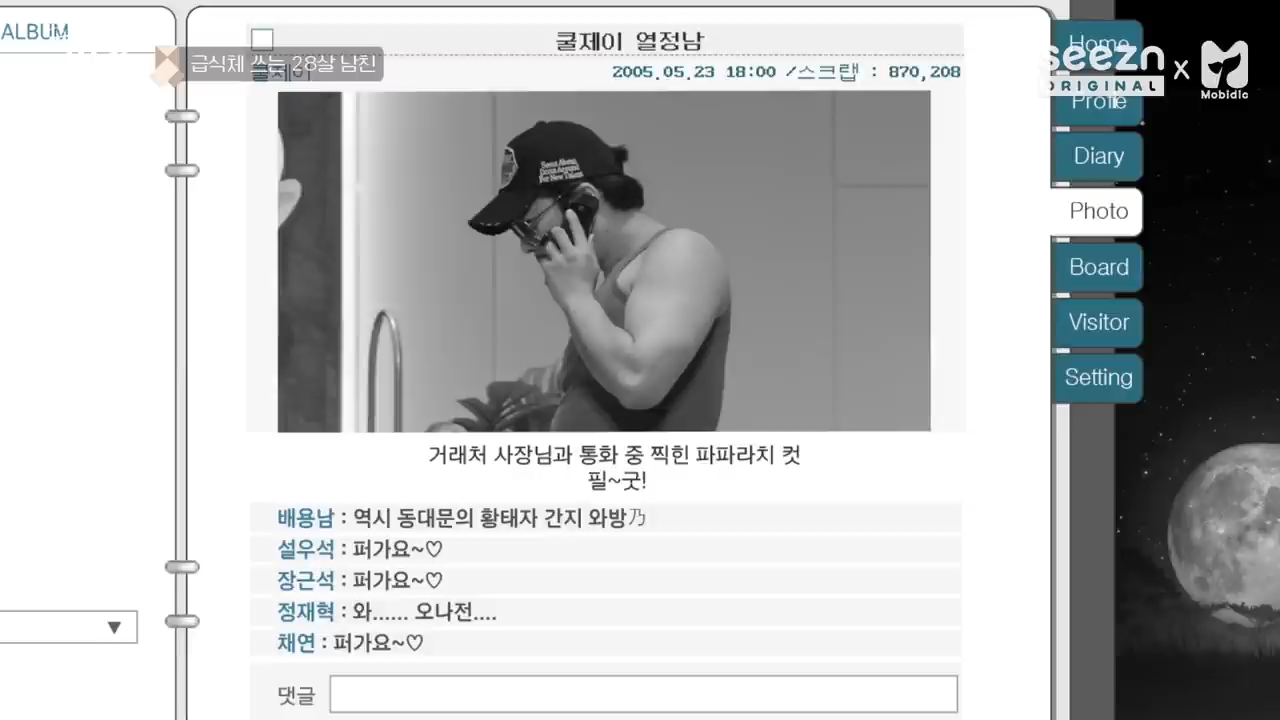 ALBUM
쿨제이 열정남
급식체 쓰는 28살 남친
쿨제이
2005.05.23 18:00 /스크랩 : 870,208
seezn
ORIGINAL
X
Mobidic
Home
Profile
Diary
Photo
Board
Visitor
Setting
거래처 사장님과 통화 중 찍힌 파파라치 컷
필~굿!
배용남 : 역시 동대문의 황태자 간지 와방乃
설우석 : 퍼가요~♡
장근석 : 퍼가요~♡
정재혁 : 와...... 오나전....
채연 : 퍼가요~♡
댓글